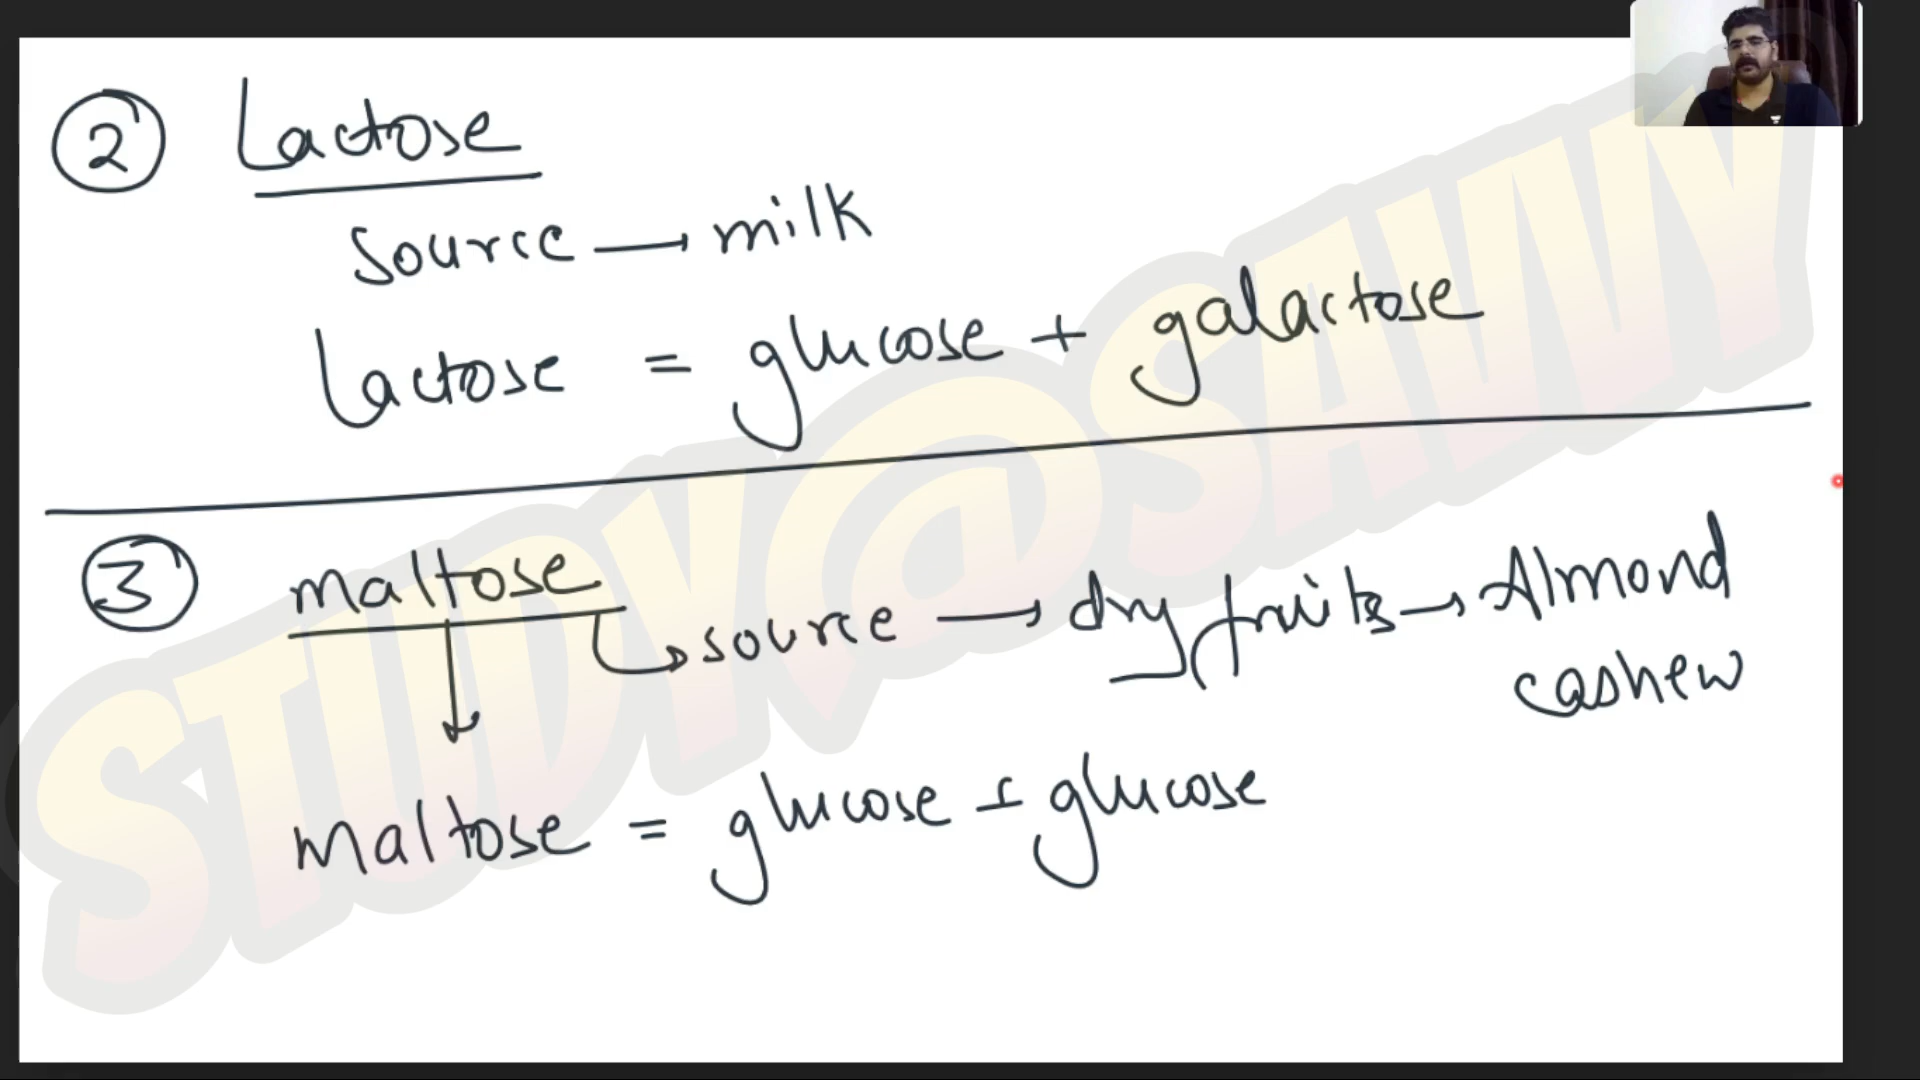 ② Lactose
Source → milk
Lactose = glucose + galactose
③ maltose
↳ source → dry fruits → Almond
cashew
↓
Maltose = glucose + glucose
STUDY@SAVVY